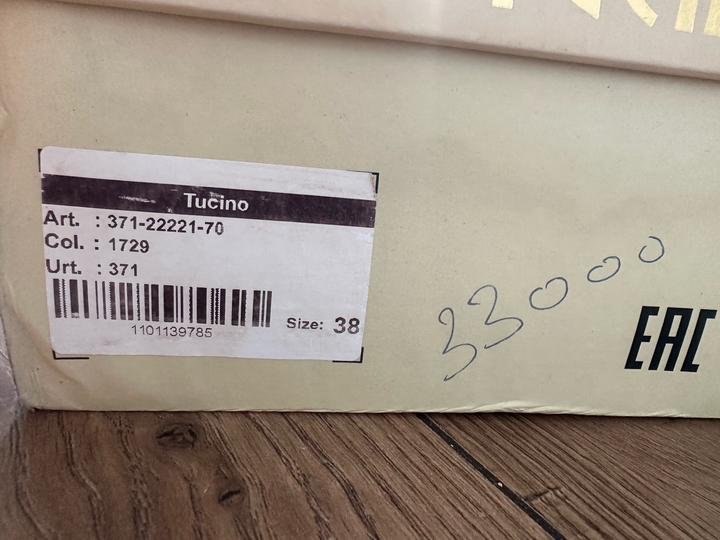 Tucino
Art. : 371-22221-70
Col. : 1729
Urt. : 371
1101139785
Size: 38
33000
EAC